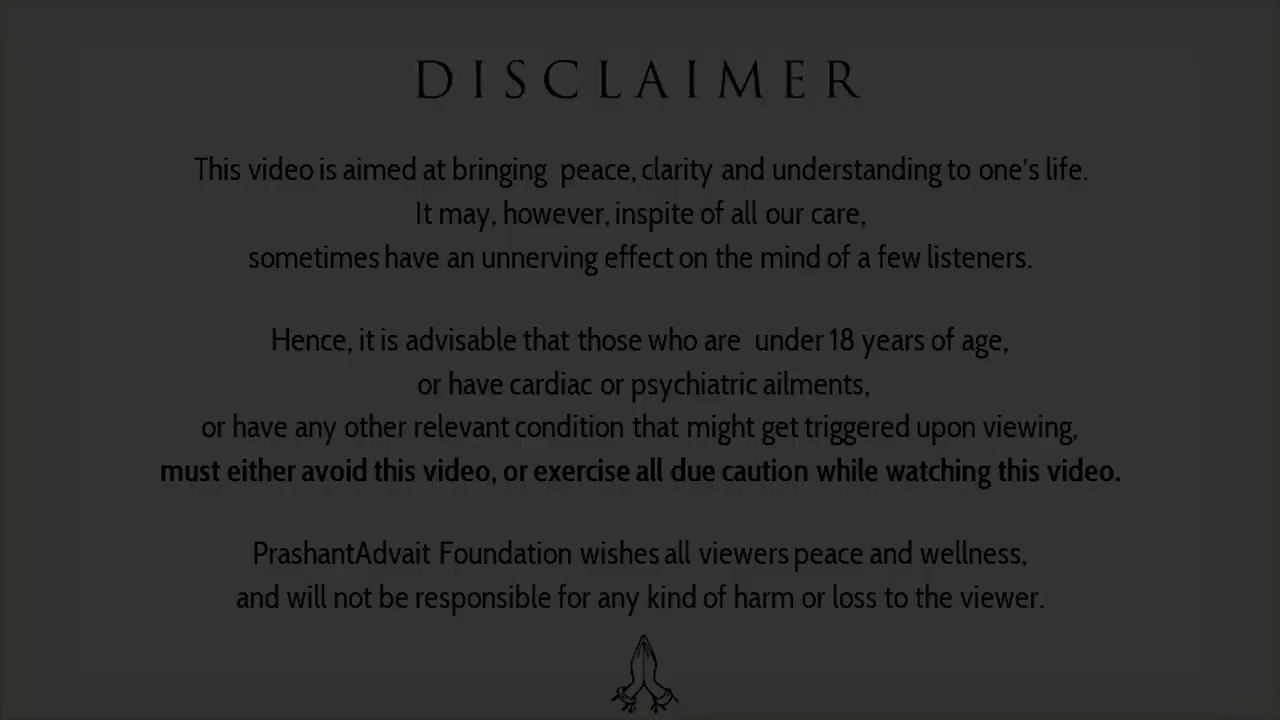 DISCLAIMER
This video is aimed at bringing peace, clarity and understanding to one's life.
It may, however, inspite of all our care,
sometimes have an unnerving effect on the mind of a few listeners.
Hence, it is advisable that those who are under 18 years of age,
or have cardiac or psychiatric ailments,
or have any other relevant condition that might get triggered upon viewing,
must either avoid this video, or exercise all due caution while watching this video.
PrashantAdvait Foundation wishes all viewers peace and wellness,
and will not be responsible for any kind of harm or loss to the viewer.